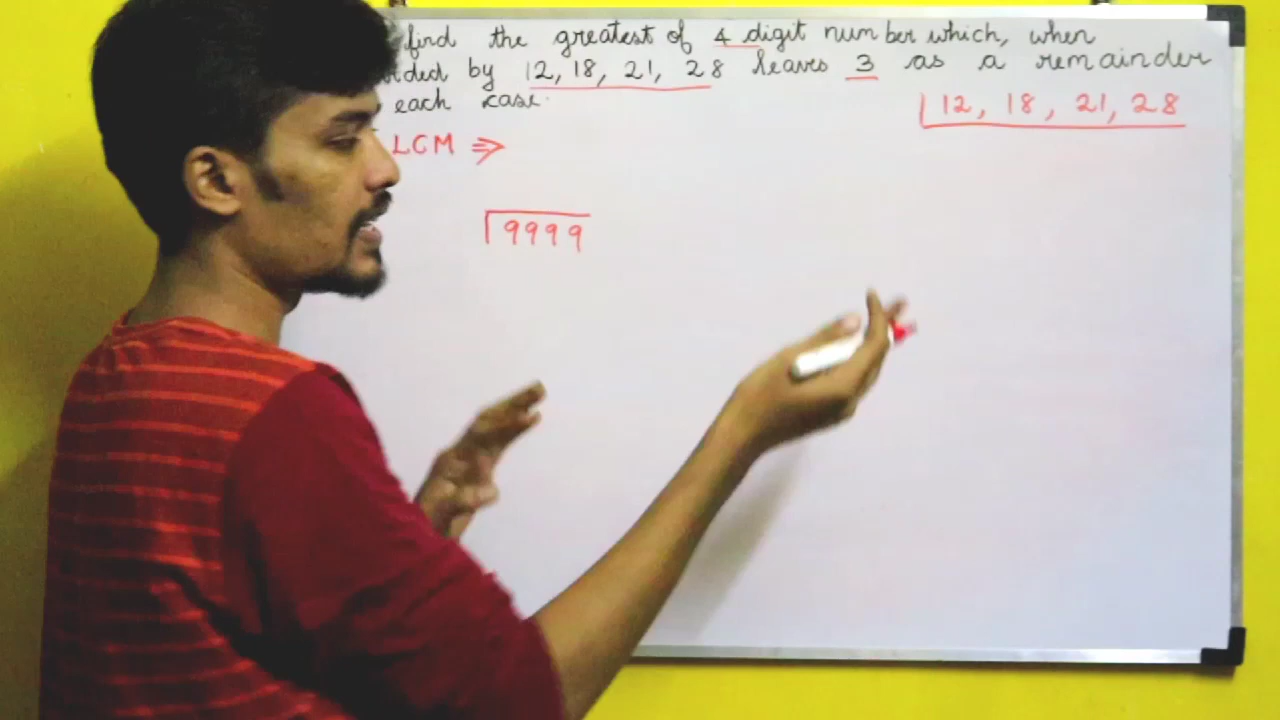 find the greatest of 4 digit number which, when
ded by 12, 18, 21, 28 leaves 3 as a remainder
each case.
12, 18, 21, 28
LCM ⇒
9999